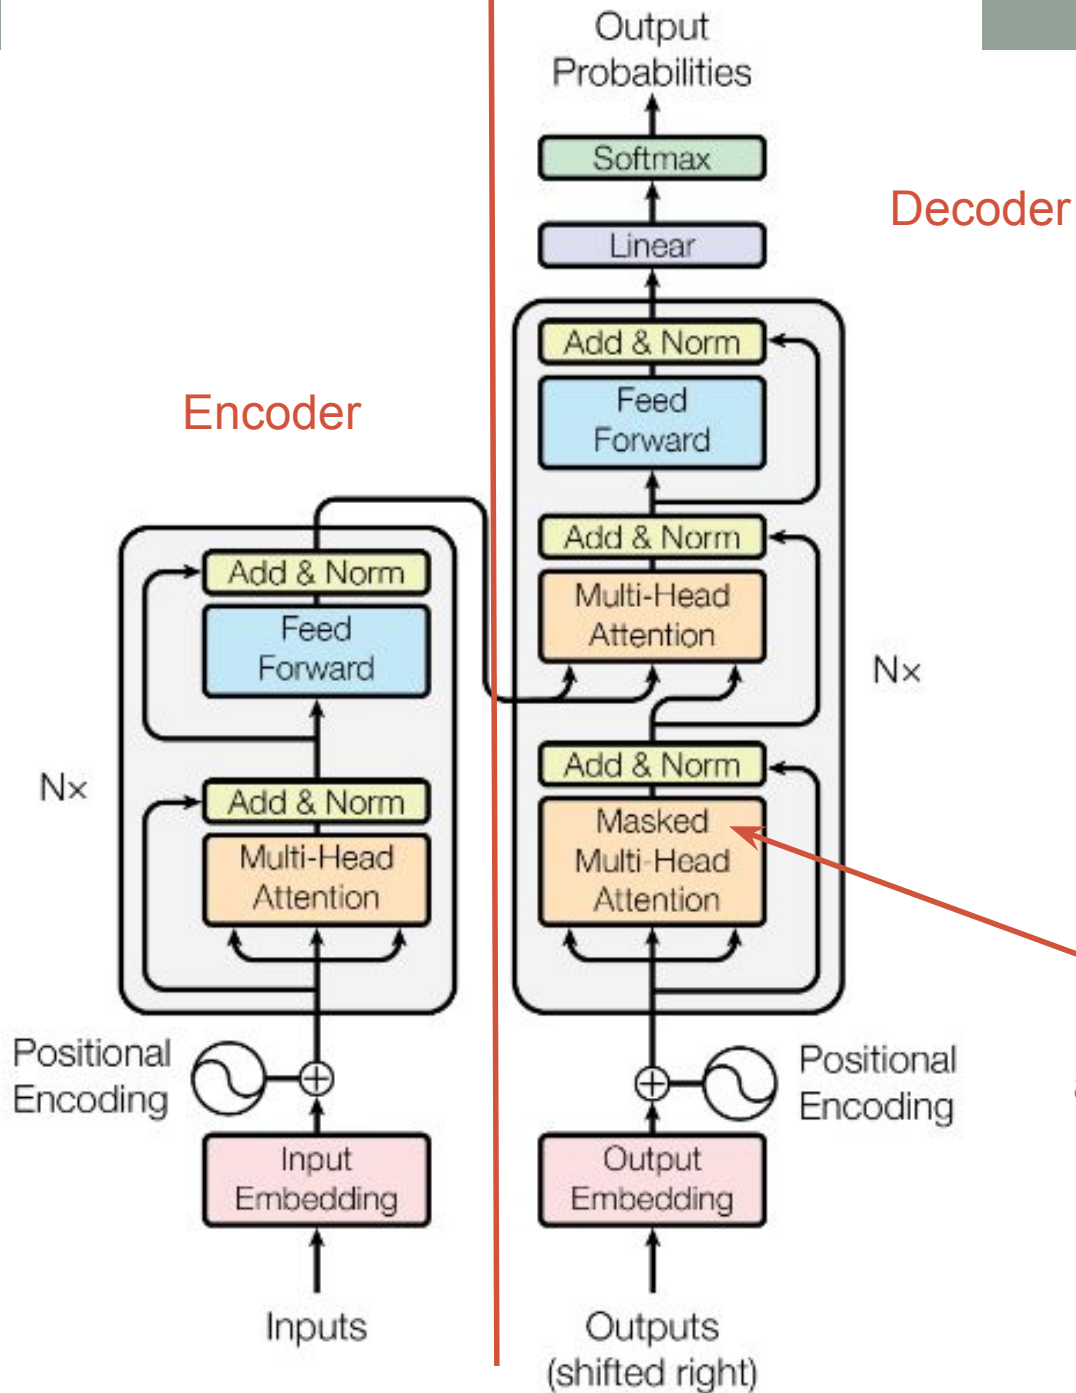 Output
Probabilities
Softmax
Decoder
Linear
Add & Norm
Feed
Forward
Add & Norm
Multi-Head
Attention
N×
Add & Norm
Masked
Multi-Head
Attention
Positional
Encoding
Output
Embedding
Outputs
(shifted right)
Encoder
Add & Norm
Feed
Forward
N×
Add & Norm
Multi-Head
Attention
Positional
Encoding
Input
Embedding
Inputs